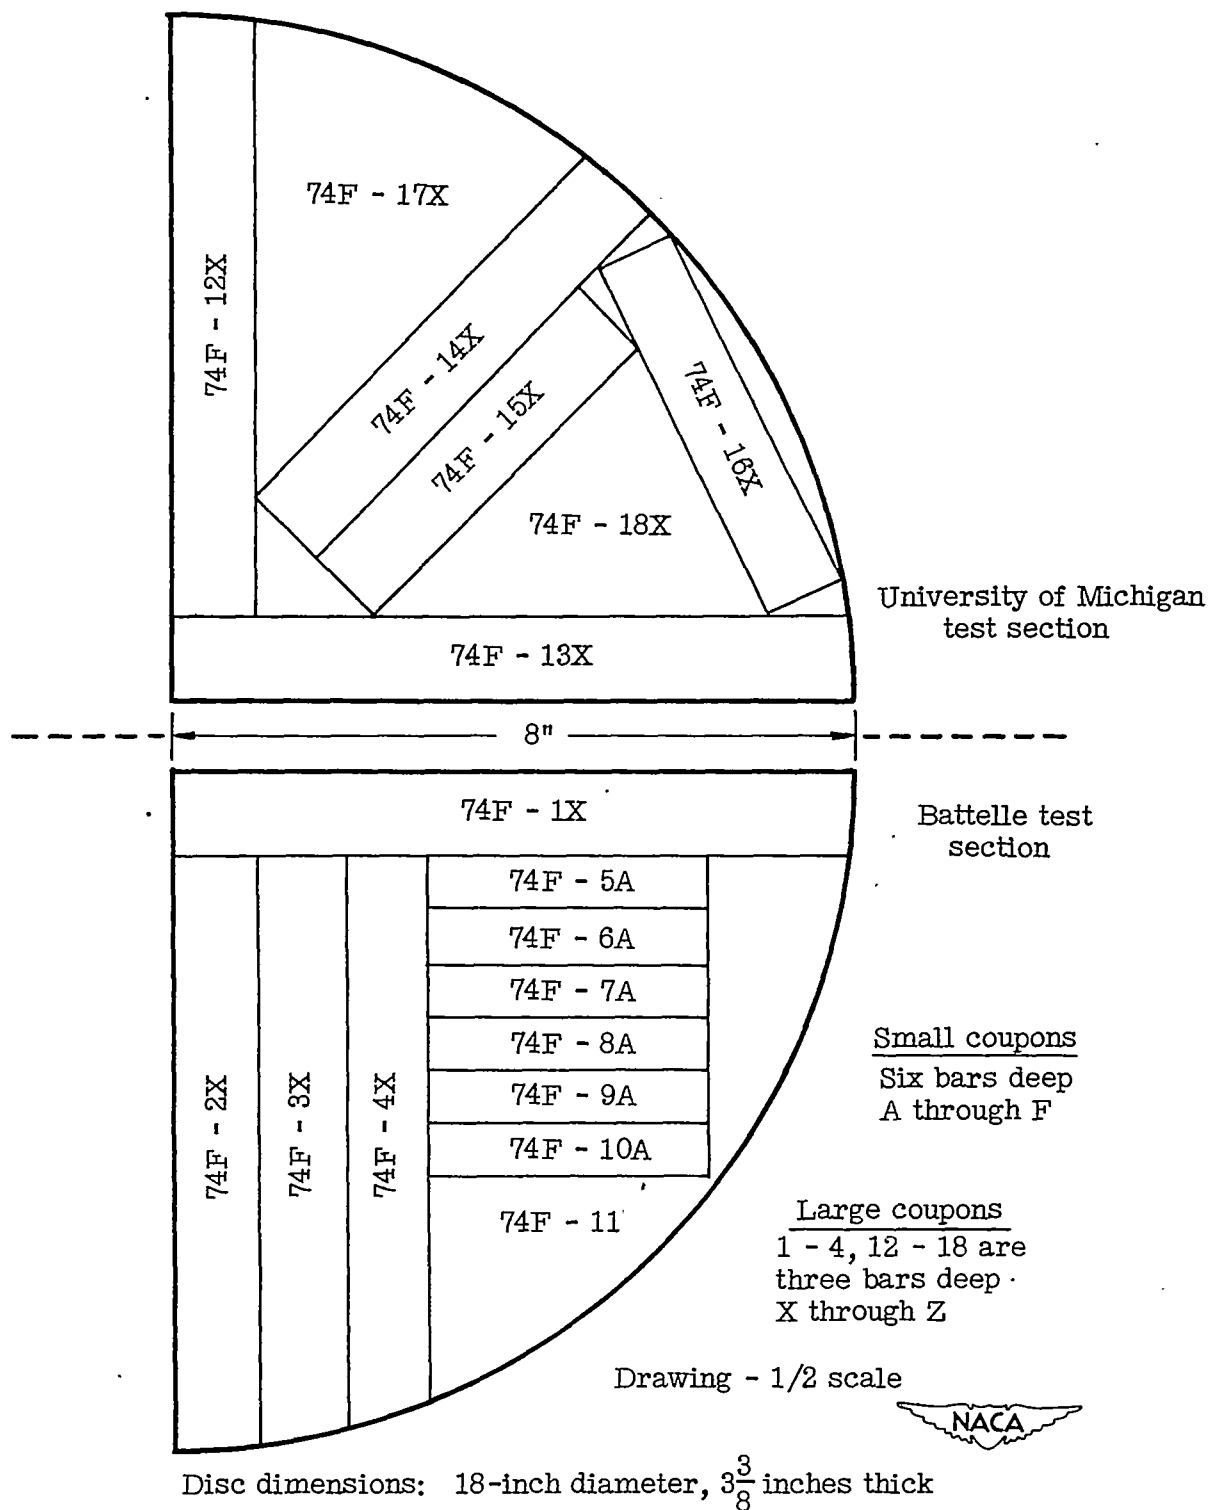 74F - 17X
74F - 12X
74F - 14X
74F - 15X
74F - 16X
74F - 18X
University of Michigan
test section
74F - 13X
8"
74F - 1X
Battelle test
section
74F - 5A
74F - 6A
74F - 7A
74F - 8A
74F - 9A
74F - 10A
74F - 2X
74F - 3X
74F - 4X
Small coupons
Six bars deep
A through F
74F - 11
Large coupons
1 - 4, 12 - 18 are
three bars deep
X through Z
Drawing - 1/2 scale
NACA
Disc dimensions: 18-inch diameter, 3 3/8 inches thick